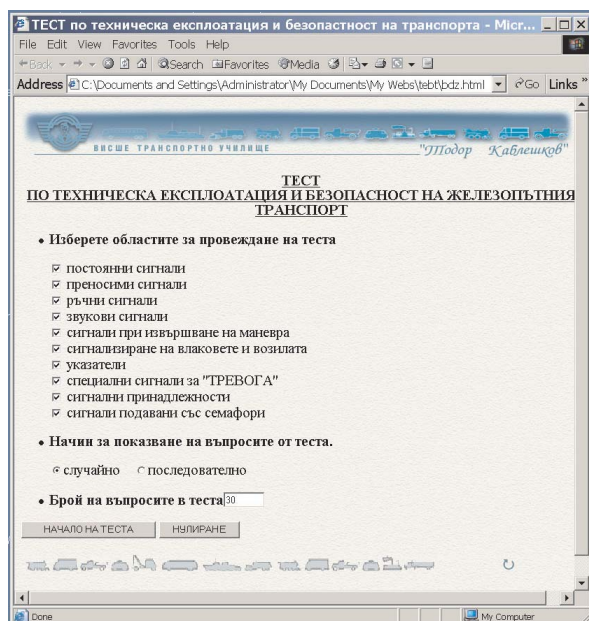 ТЕСТ по техническа експлоатация и безопастност на транспорта - Micr...
File Edit View Favorites Tools Help
Back Search Favorites Media
Address C:\Documents and Settings\Administrator\My Documents\My Webs\tebt\bdz.html Go Links »
ВИСШЕ ТРАНСПОРТНО УЧИЛИЩЕ "Тодор Каблешков"
ТЕСТ
ПО ТЕХНИЧЕСКА ЕКСПЛОАТАЦИЯ И БЕЗОПАСНОСТ НА ЖЕЛЕЗОПЪТНИЯ
ТРАНСПОРТ
• Изберете областите за провеждане на теста
постоянни сигнали
преносими сигнали
ръчни сигнали
звукови сигнали
сигнали при извършване на маневра
сигнализиране на влаковете и возилата
указатели
специални сигнали за "ТРЕВОГА"
сигнални принадлежности
сигнали подавани със семафори
• Начин за показване на въпросите от теста.
случайно последователно
• Брой на въпросите в теста 30
НАЧАЛО НА ТЕСТА НУЛИРАНЕ
Done My Computer